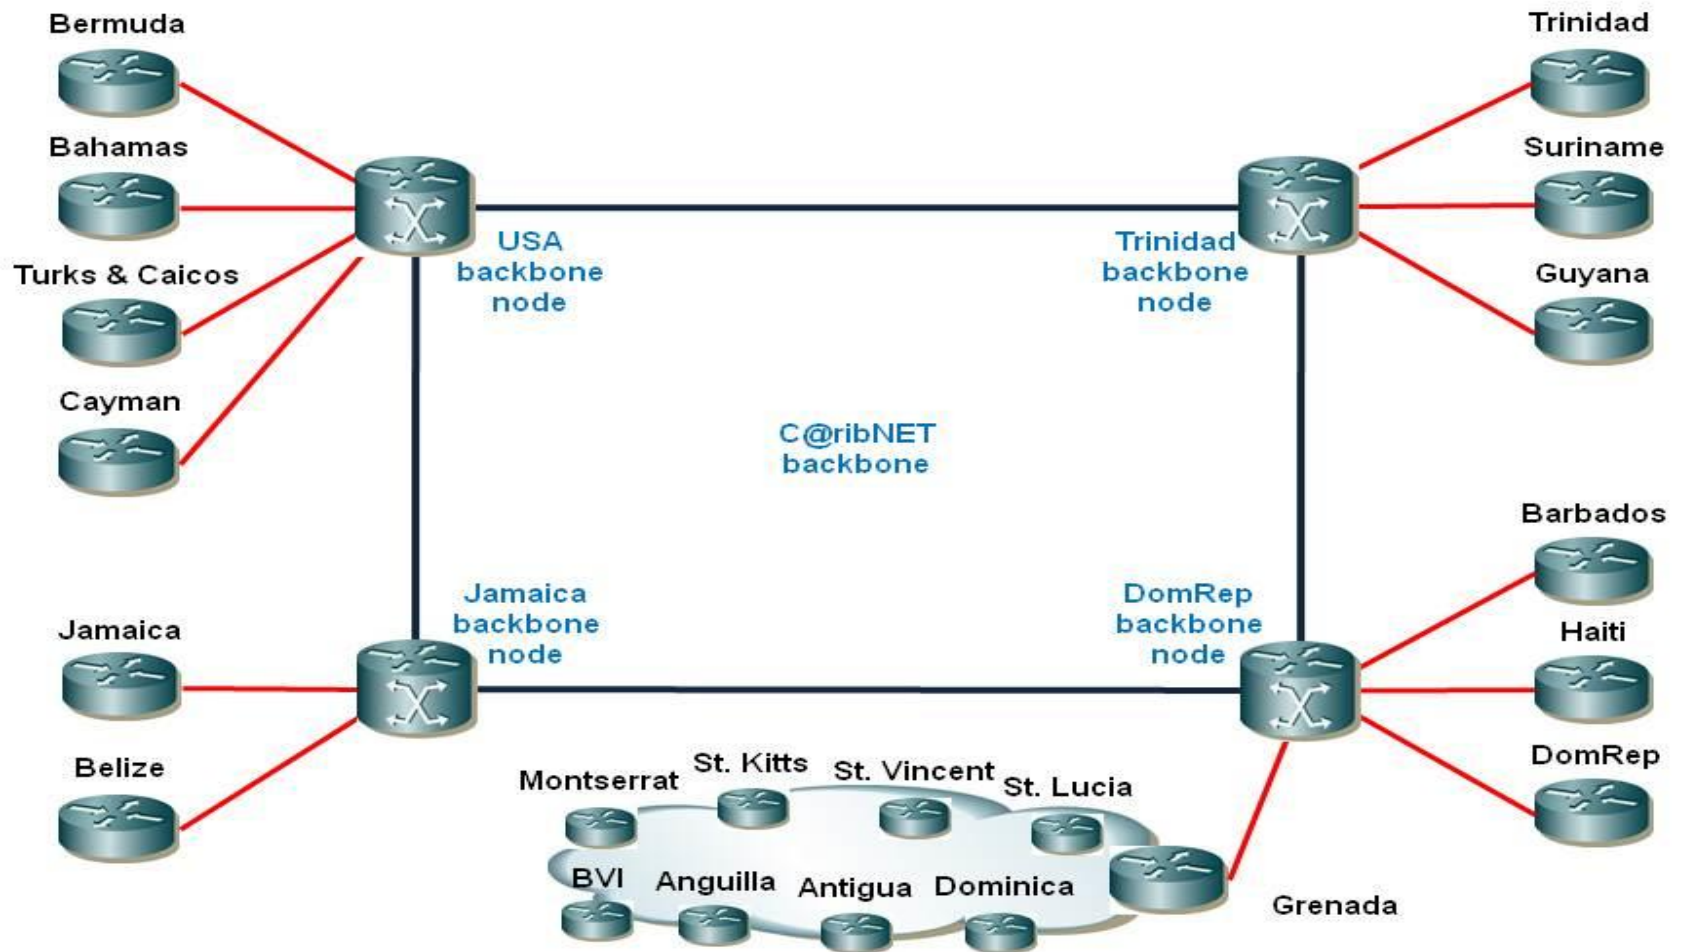 Bermuda
Trinidad
Bahamas
Suriname
USA
backbone
node
Trinidad
backbone
node
Turks & Caicos
Guyana
Cayman
C@ribNET
backbone
Barbados
Jamaica
backbone
node
DomRep
backbone
node
Jamaica
Haiti
Belize
DomRep
Montserrat
St. Kitts
St. Vincent
St. Lucia
BVI
Anguilla
Antigua
Dominica
Grenada